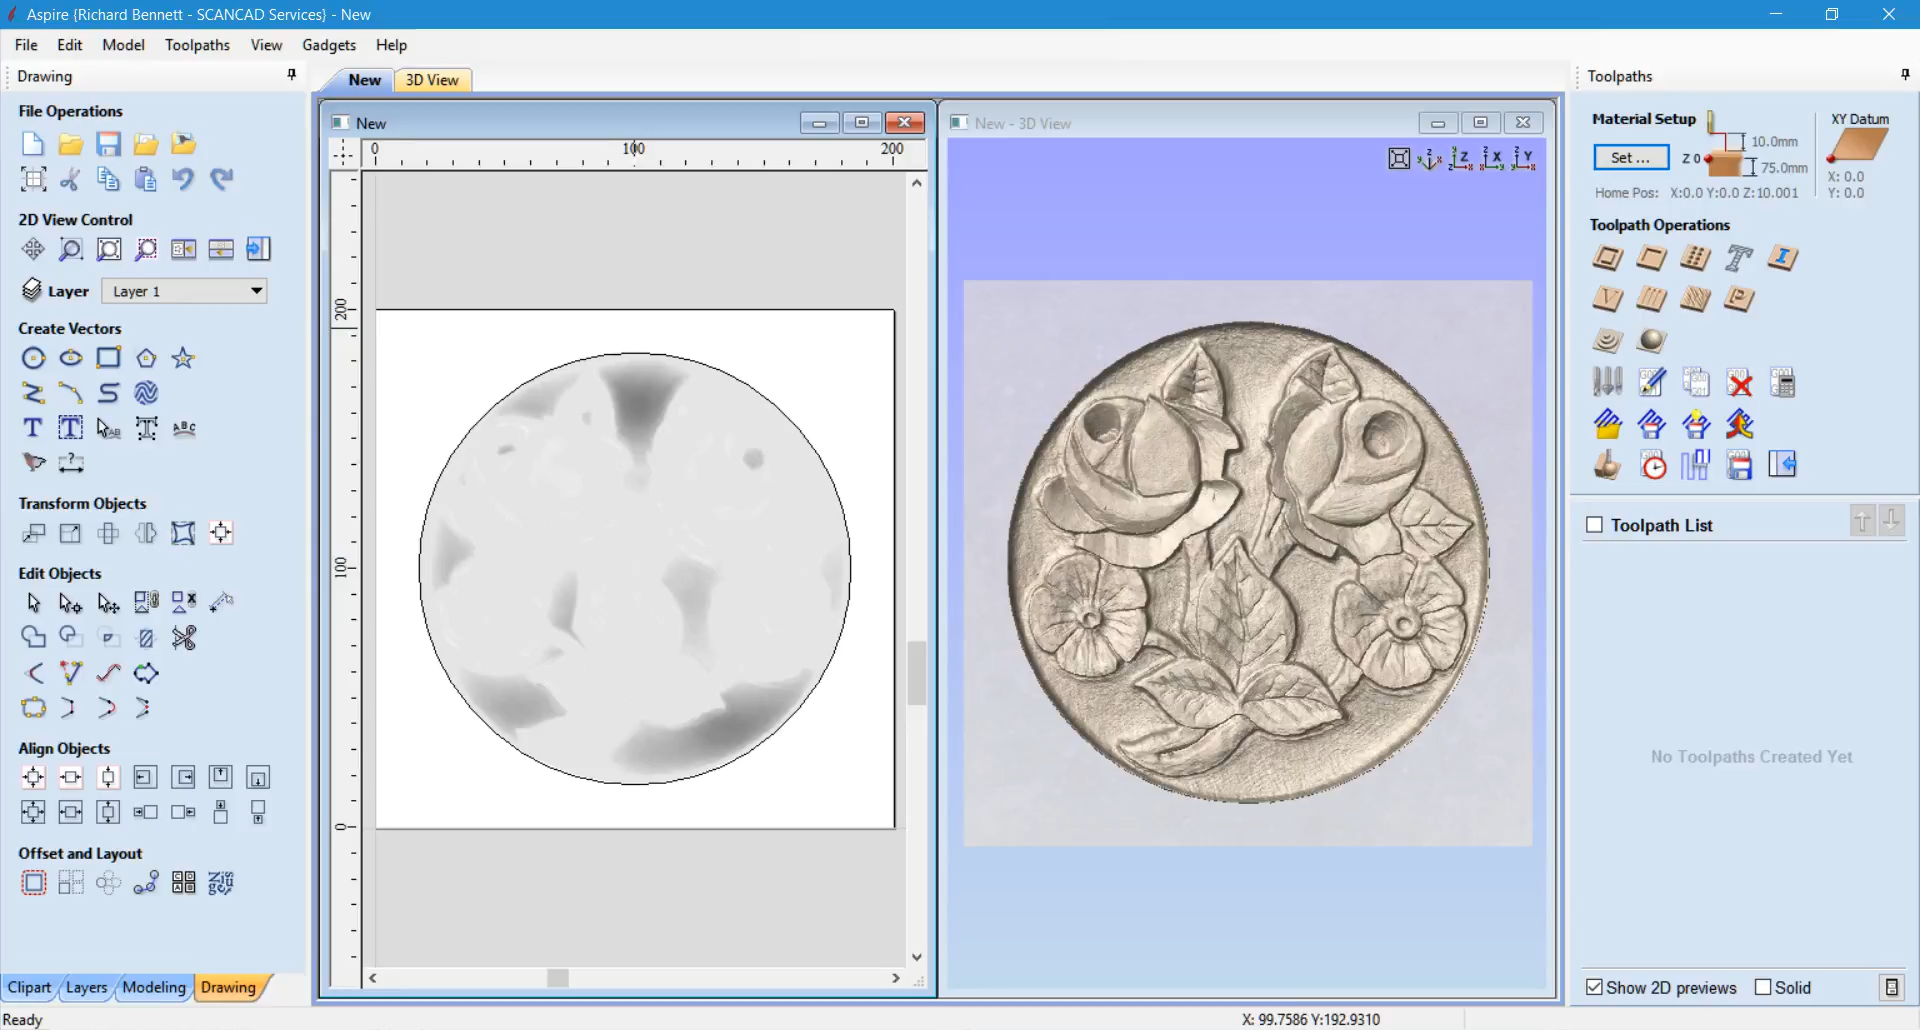 Aspire {Richard Bennett - SCANCAD Services} - New
File Edit Model Toolpaths View Gadgets Help
Drawing
File Operations
2D View Control
Layer Layer 1
Create Vectors
Transform Objects
Edit Objects
Align Objects
Offset and Layout
Clipart Layers Modeling Drawing
Ready
New 3D View
New
0 100 200
200
100
0
New - 3D View
X: 99.7586 Y:192.9310
Toolpaths
Material Setup
Set ...
Z 0
10.0mm
75.0mm
XY Datum
X: 0.0
Y: 0.0
Home Pos: X:0.0 Y:0.0 Z:10.001
Toolpath Operations
Toolpath List
No Toolpaths Created Yet
Show 2D previews Solid